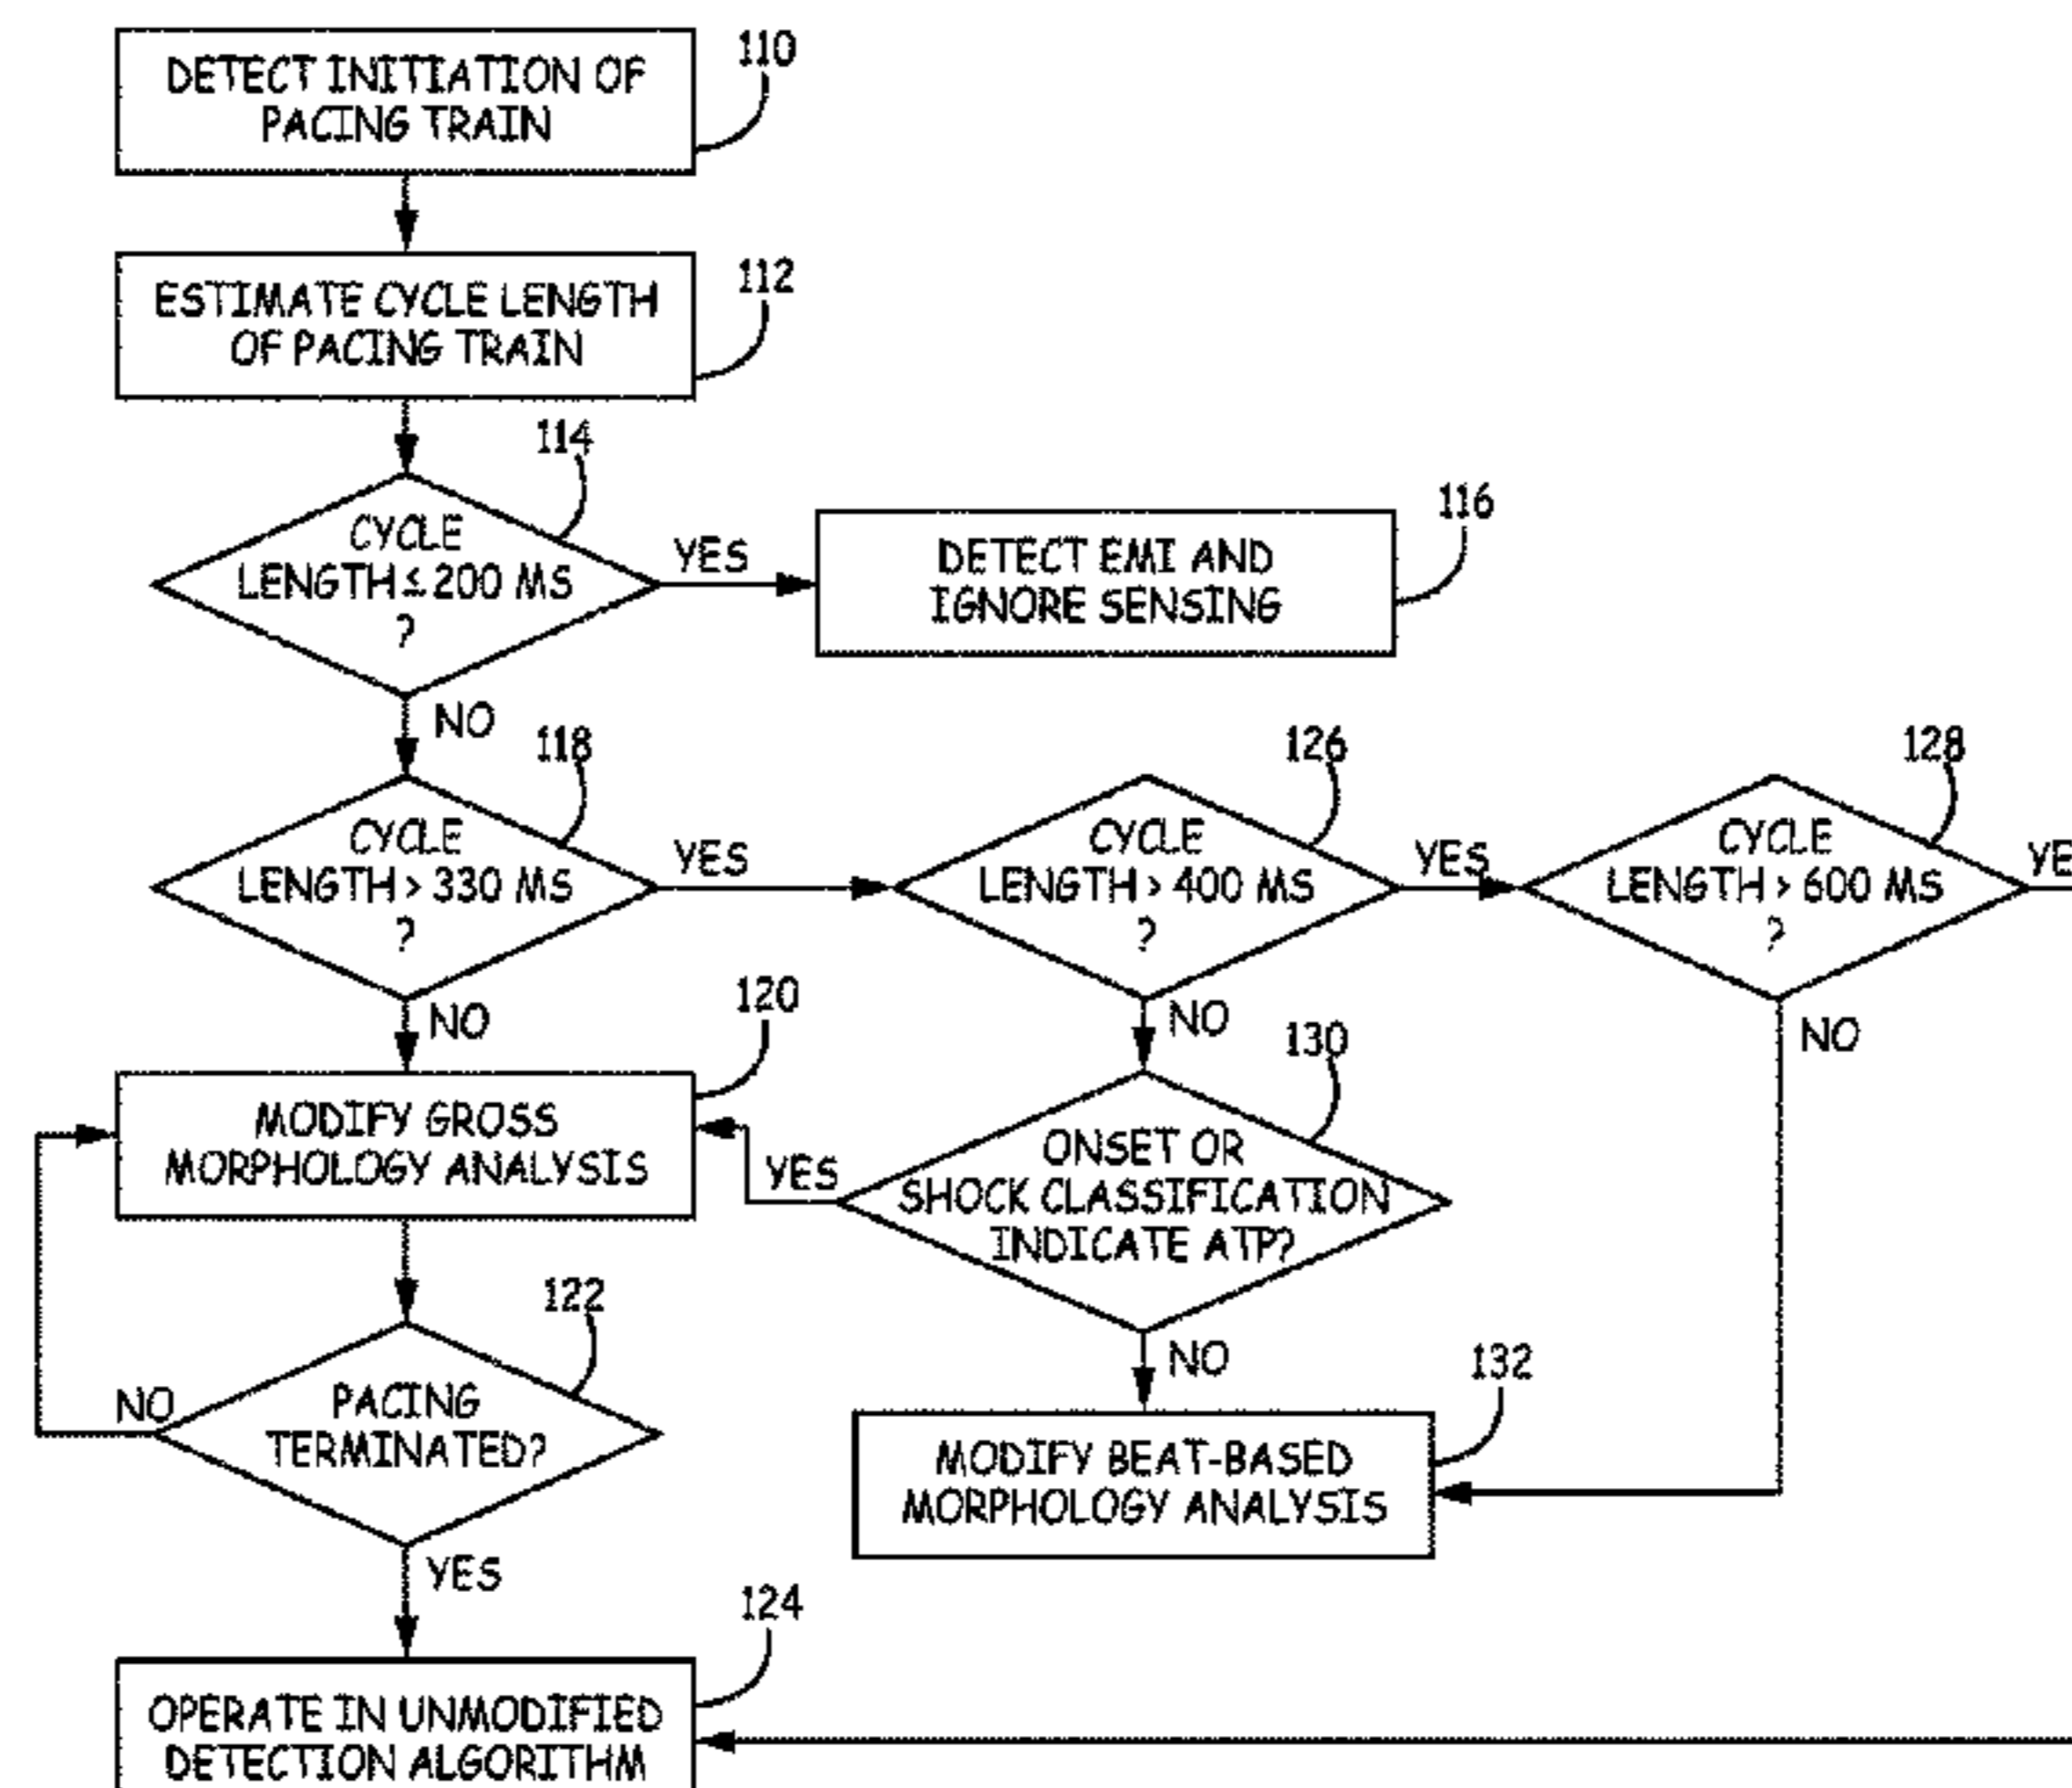 110
DETECT INITIATION OF
PACING TRAIN
112
ESTIMATE CYCLE LENGTH
OF PACING TRAIN
114
CYCLE
LENGTH ≤ 200 MS
?
YES
116
DETECT EMI AND
IGNORE SENSING
NO
118
CYCLE
LENGTH > 330 MS
?
YES
126
CYCLE
LENGTH > 400 MS
?
YES
128
CYCLE
LENGTH > 600 MS
?
YE
NO
120
MODIFY GROSS
MORPHOLOGY ANALYSIS
NO
130
ONSET OR
SHOCK CLASSIFICATION
INDICATE ATP?
YES
NO
122
PACING
TERMINATED?
NO
NO
132
MODIFY BEAT-BASED
MORPHOLOGY ANALYSIS
YES
124
OPERATE IN UNMODIFIED
DETECTION ALGORITHM